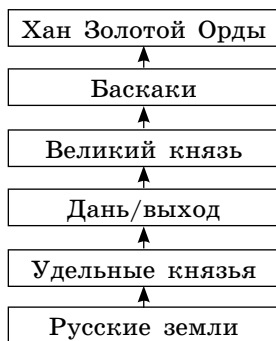 Хан Золотой Орды
Баскаки
Великий князь
Дань/выход
Удельные князья
Русские земли